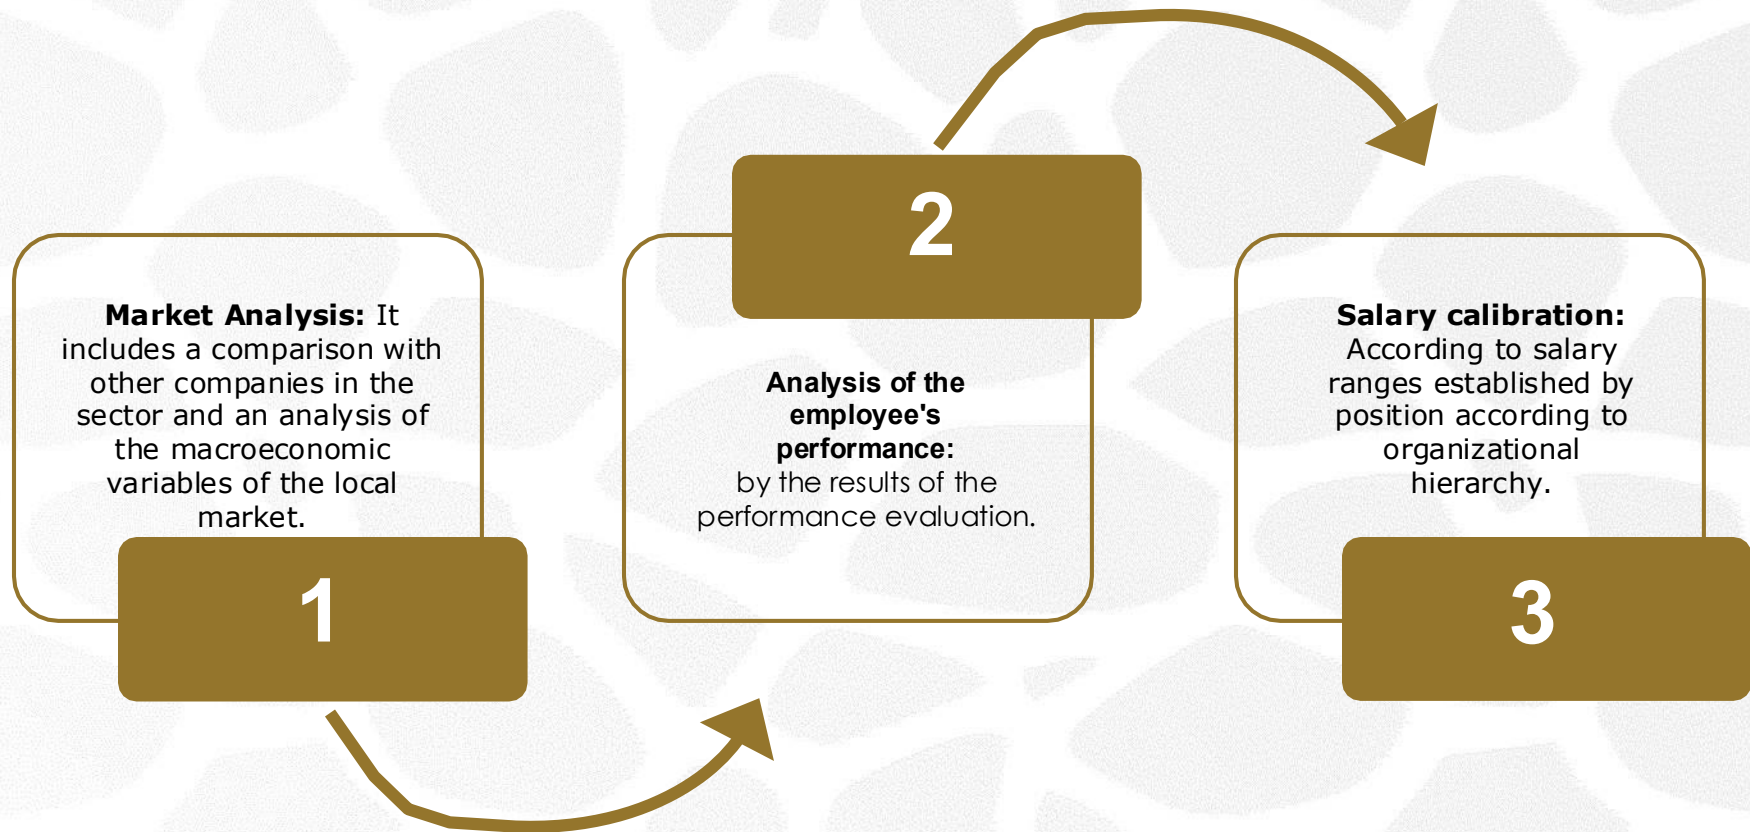 Market Analysis: It
includes a comparison with
other companies in the
sector and an analysis of
the macroeconomic
variables of the local
market.
1
2
Analysis of the
employee's
performance:
by the results of the
performance evaluation.
Salary calibration:
According to salary
ranges established by
position according to
organizational
hierarchy.
3